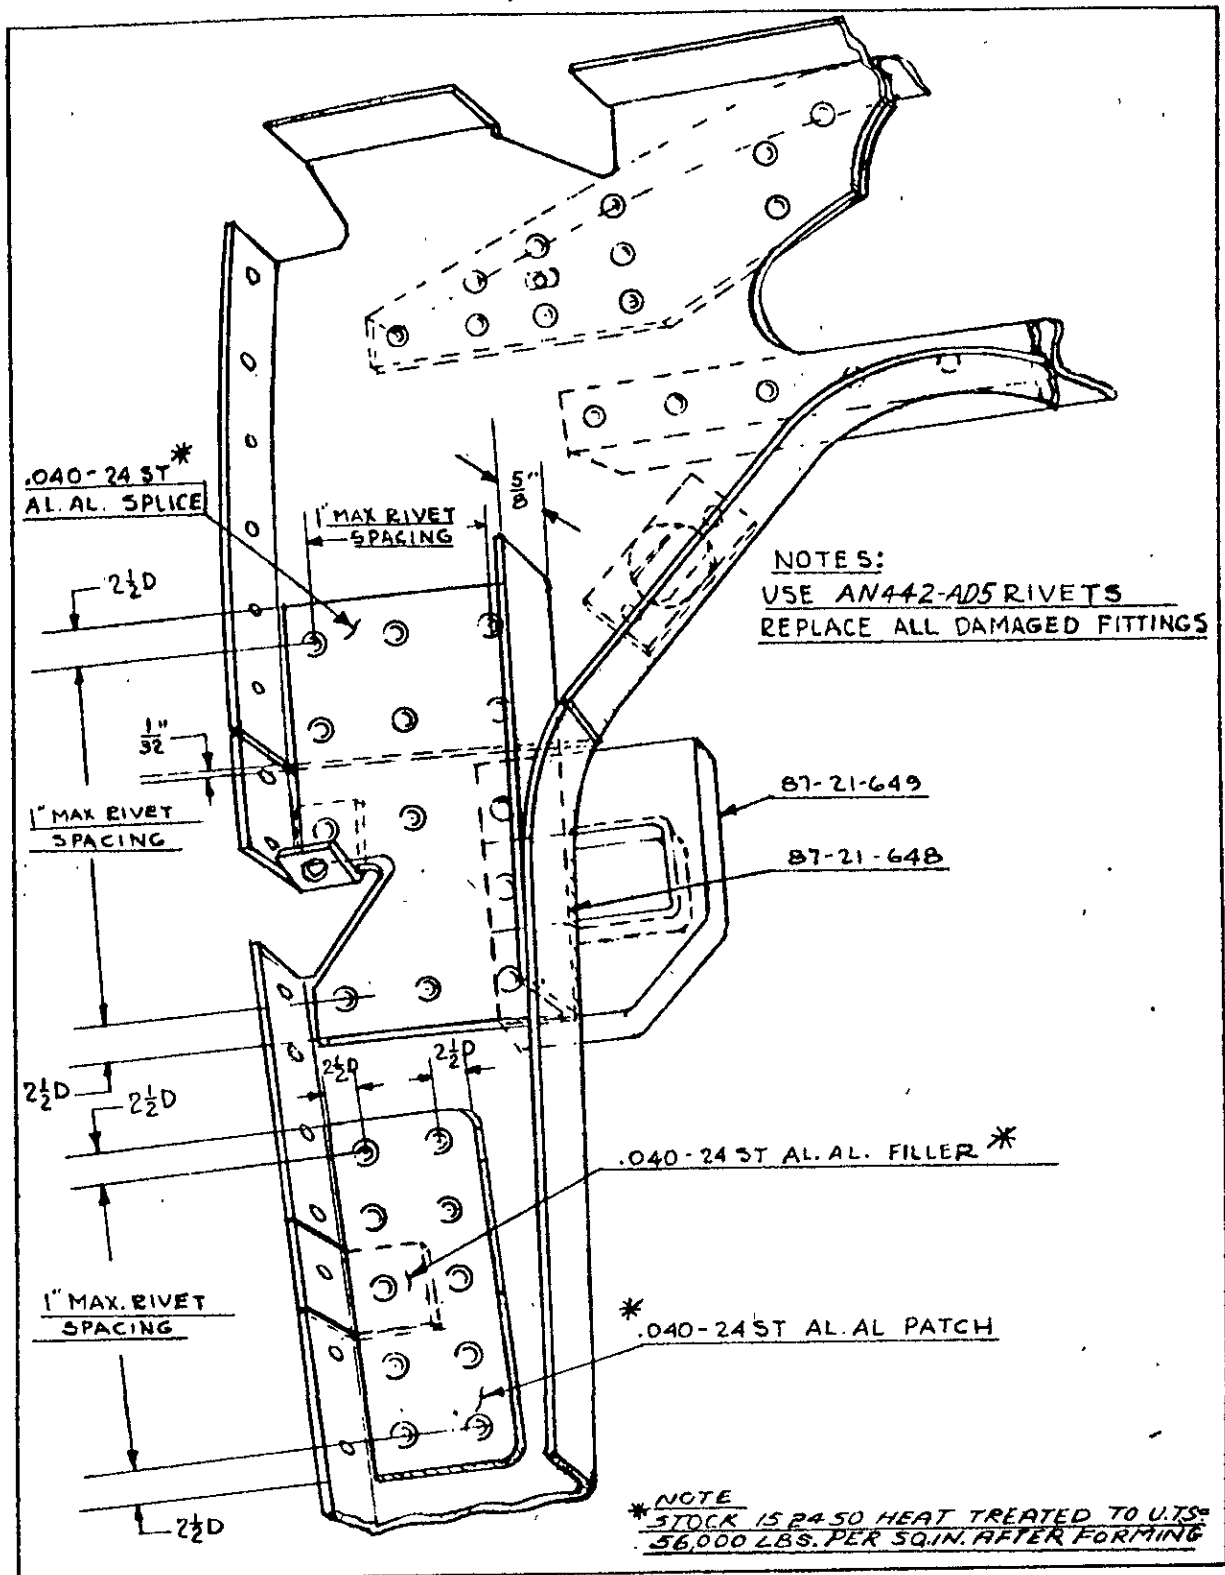 .040-24 ST *
AL. AL. SPLICE
1" MAX RIVET
SPACING
5/8"
2½D
NOTES:
USE AN442-AD5 RIVETS
REPLACE ALL DAMAGED FITTINGS
1/32"
1" MAX RIVET
SPACING
87-21-649
87-21-648
2½D
2½D
2½D
2½D
.040-24 ST AL. AL. FILLER *
1" MAX. RIVET
SPACING
* .040-24 ST AL. AL PATCH
2½D
* NOTE
STOCK IS 24SO HEAT TREATED TO U.T.S=
56,000 LBS. PER SQ.IN. AFTER FORMING